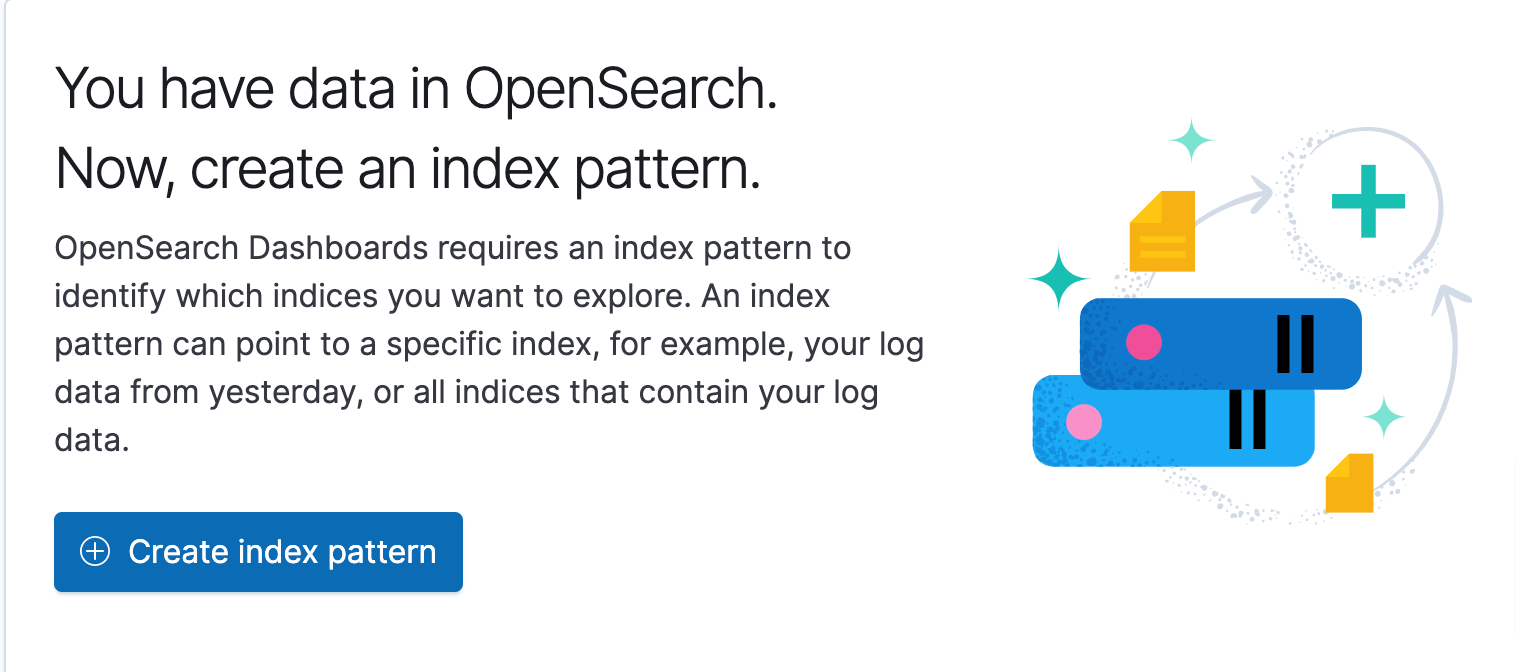 You have data in OpenSearch.
Now, create an index pattern.
OpenSearch Dashboards requires an index pattern to
identify which indices you want to explore. An index
pattern can point to a specific index, for example, your log
data from yesterday, or all indices that contain your log
data.
Create index pattern